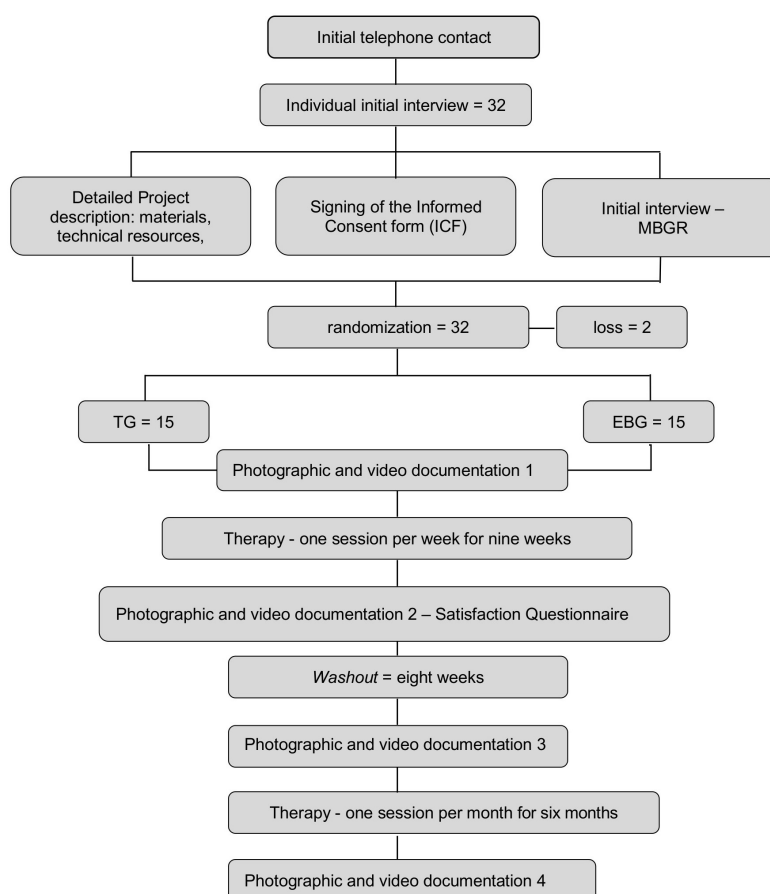 Initial telephone contact
Individual initial interview = 32
Detailed Project
description: materials,
technical resources,
Signing of the Informed
Consent form (ICF)
Initial interview –
MBGR
randomization = 32
loss = 2
TG = 15
EBG = 15
Photographic and video documentation 1
Therapy - one session per week for nine weeks
Photographic and video documentation 2 – Satisfaction Questionnaire
Washout = eight weeks
Photographic and video documentation 3
Therapy - one session per month for six months
Photographic and video documentation 4